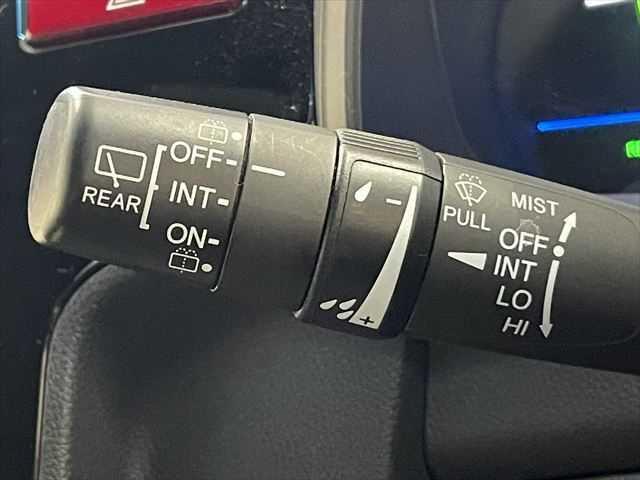 REAR
OFF
INT
ON
−
+
PULL
MIST
OFF
INT
LO
HI